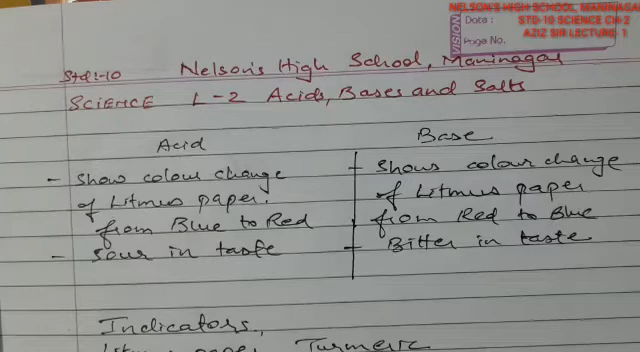 NELSON'S HIGH SCHOOL, MANINAGAR
STD-10 SCIENCE CH-2
AZIZ SIR LECTURE- 1
VISION
Date :
Page No.
Std:-10 Nelson's High School, Maninagar
SCIENCE L-2 Acids, Bases and Salts
Acid Base
- Show colour change - Shows colour change
of Litmus paper. of Litmus paper
from Blue to Red from Red to Blue
- Sour in taste - Bitter in taste
Indicators,
Litmus paper Turmeric